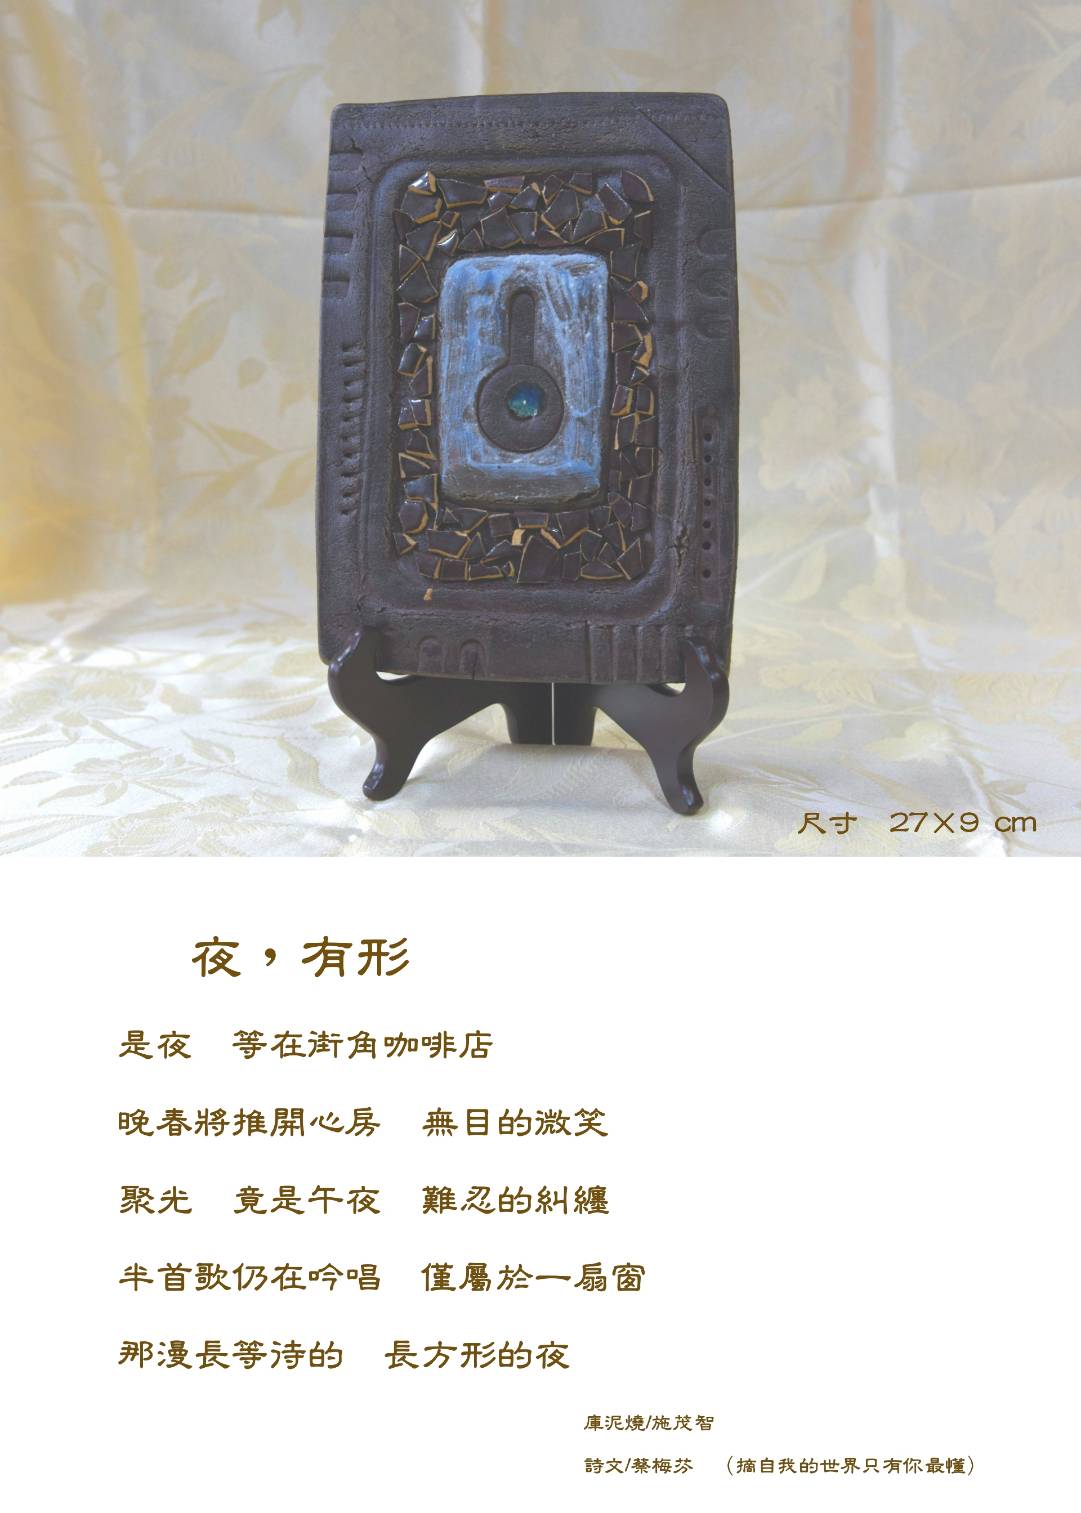 尺寸　27×9 cm
夜，有形
是夜　等在街角咖啡店
晚春將推開心房　無目的微笑
聚光　竟是午夜　難忍的糾纏
半首歌仍在吟唱　僅屬於一扇窗
那漫長等待的　長方形的夜
庫泥燒/施茂智
詩文/蔡梅芬　（摘自我的世界只有你最懂）